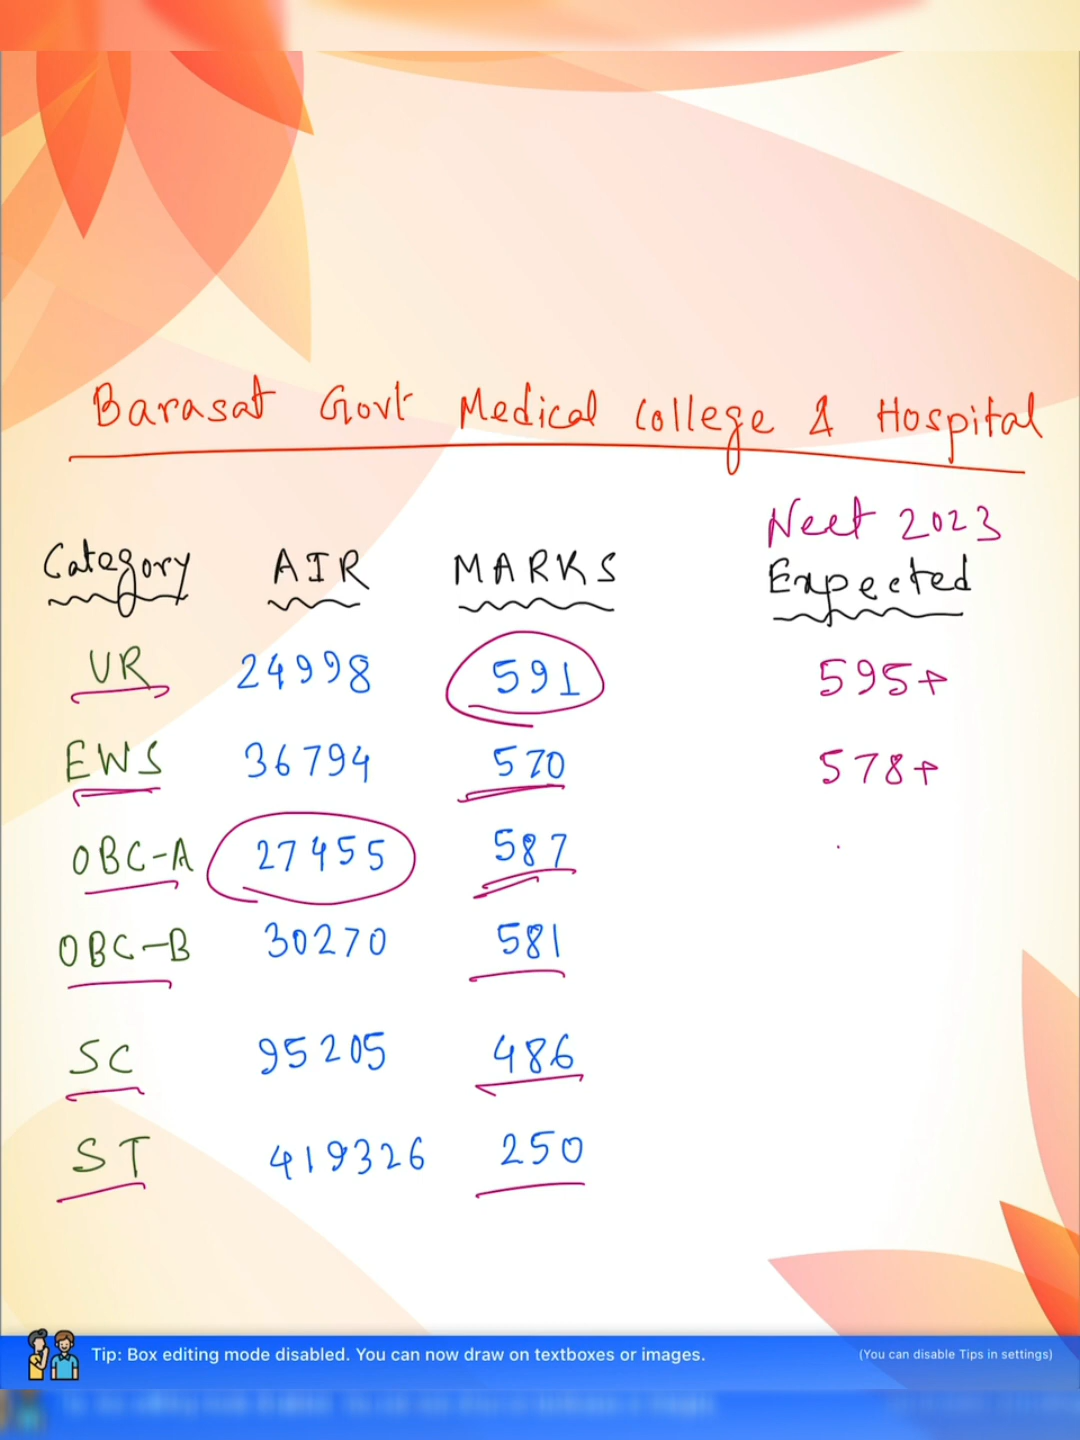 Barasat Govt Medical College & Hospital
Neet 2023
Category AIR MARKS Expected
UR 24998 591 595+
EWS 36794 570 578+
OBC-A 27455 587
OBC-B 30270 581
SC 95205 486
ST 419326 250
Tip: Box editing mode disabled. You can now draw on textboxes or images. (You can disable Tips in settings)